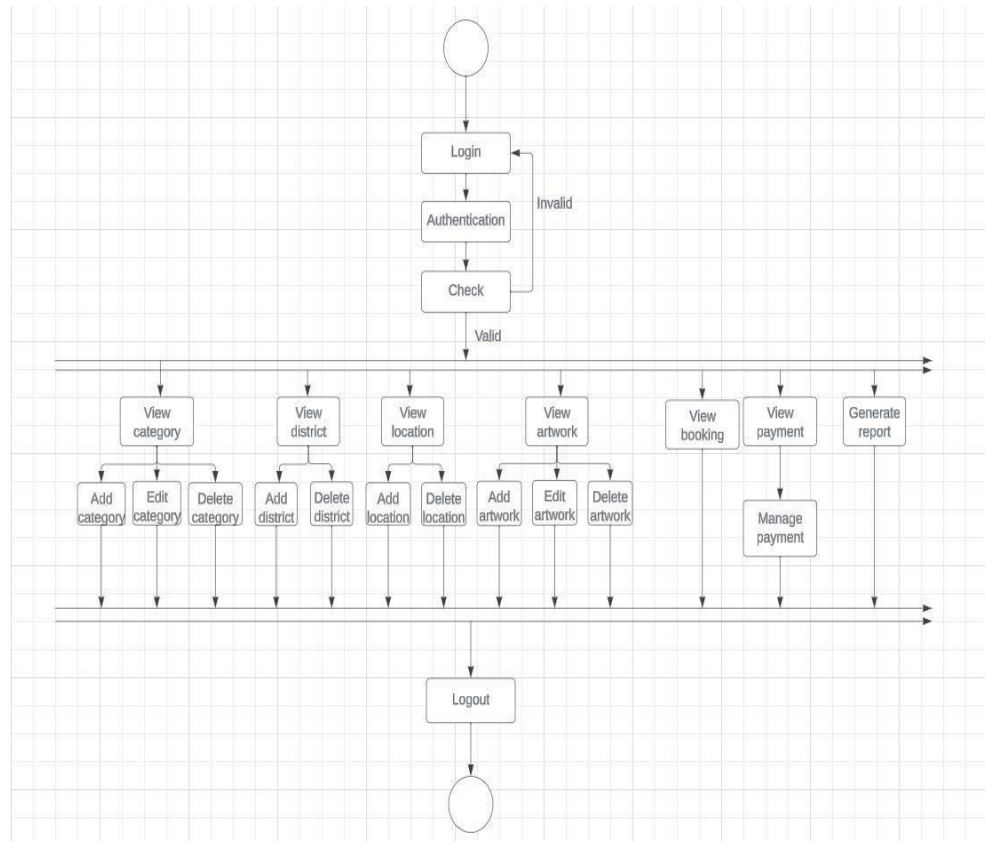 Login
Invalid
Authentication
Check
Valid
View
category
View
district
View
location
View
artwork
View
booking
View
payment
Generate
report
Add
category
Edit
category
Delete
category
Add
district
Delete
district
Add
location
Delete
location
Add
artwork
Edit
artwork
Delete
artwork
Manage
payment
Logout